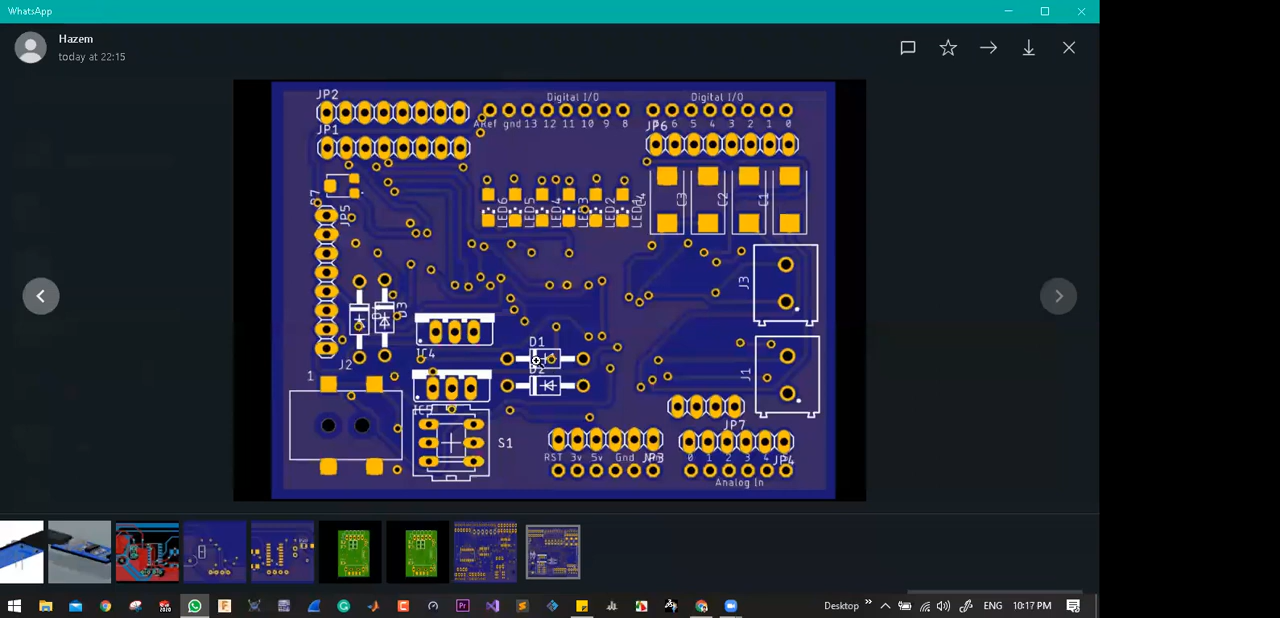 WhatsApp
Hazem
today at 22:15
JP2
Digital I/O
Digital I/O
ARef gnd 13 12 11 10 9 8
6 5 4 3 2 1 0
JP1
JP6
JP5
LED6
LED5
LED4
LED3
LED2
LED1
C4
C3
C2
C1
J3
D3
IC4
D1
J2
D2
J1
1
S1
JP7
RST 3v 5v Gnd
JP3
0 1 2 3 4
JP4
Analog In
Desktop
ENG
10:17 PM